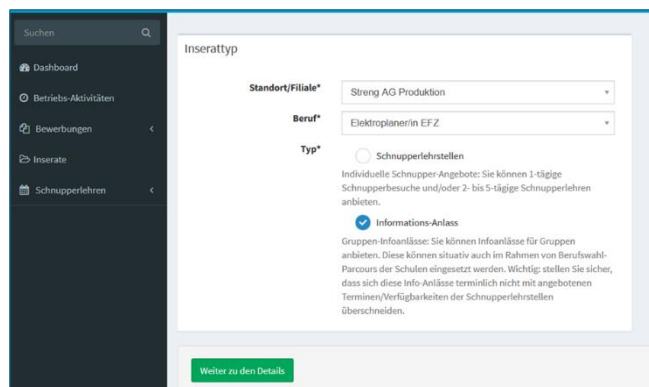 Suchen
Dashboard
Betriebs-Aktivitäten
Bewerbungen
Inserate
Schnupperlehren
Inserattyp
Standort/Filiale* Streng AG Produktion
Beruf* Elektroplaner/in EFZ
Typ* Schnupperlehrstellen
Individuelle Schnupper-Angebote: Sie können 1-tägige
Schnupperbesuche und/oder 2- bis 5-tägige Schnupperlehren
anbieten.
Informations-Anlass
Gruppen-Infoanlässe: Sie können Infoanlässe für Gruppen
anbieten. Diese können situativ auch im Rahmen von Berufswahl-
Parcours der Schulen eingesetzt werden. Wichtig: stellen Sie sicher,
dass sich diese Info-Anlässe terminlich nicht mit angebotenen
Terminen/Verfügbarkeiten der Schnupperlehrstellen
überschneiden.
Weiter zu den Details